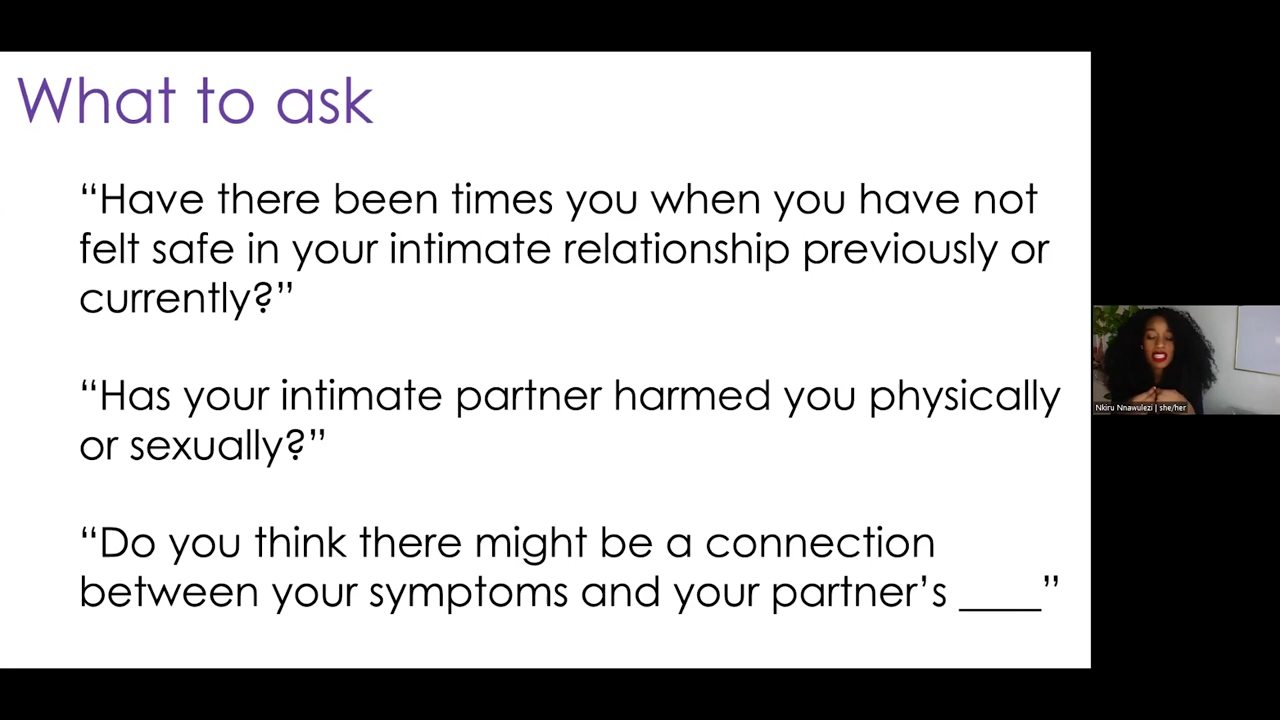 What to ask
“Have there been times you when you have not
felt safe in your intimate relationship previously or
currently?”
“Has your intimate partner harmed you physically
or sexually?”
“Do you think there might be a connection
between your symptoms and your partner’s ____”
Nkiru Nnawulezi | she/her